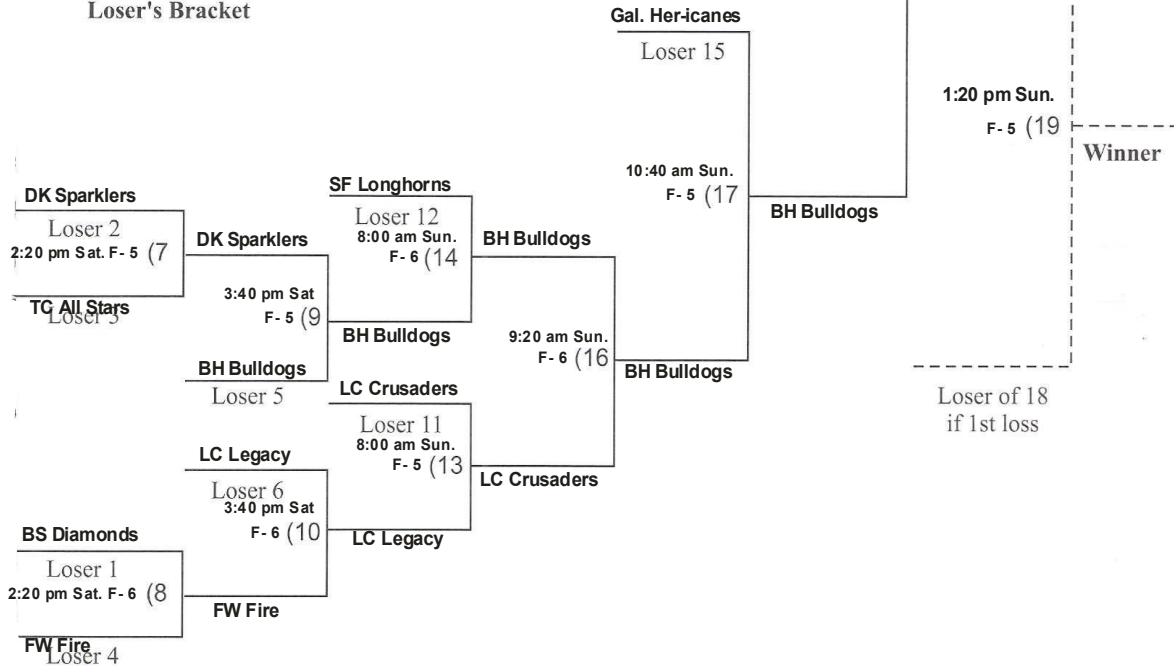 Loser's Bracket
Gal. Her-icanes
Loser 15
1:20 pm Sun.
F- 5 (19
Winner
10:40 am Sun.
F- 5 (17
BH Bulldogs
DK Sparklers
Loser 2
2:20 pm Sat. F- 5 (7
TC All Stars
Loser 3
DK Sparklers
3:40 pm Sat
F- 5 (9
BH Bulldogs
Loser 5
SF Longhorns
Loser 12
8:00 am Sun.
F- 6 (14
BH Bulldogs
BH Bulldogs
9:20 am Sun.
F- 6 (16
BH Bulldogs
LC Crusaders
Loser 11
8:00 am Sun.
F- 5 (13
LC Crusaders
LC Legacy
LC Legacy
Loser 6
3:40 pm Sat
F- 6 (10
FW Fire
BS Diamonds
Loser 1
2:20 pm Sat. F- 6 (8
FW Fire
Loser 4
Loser of 18
if 1st loss